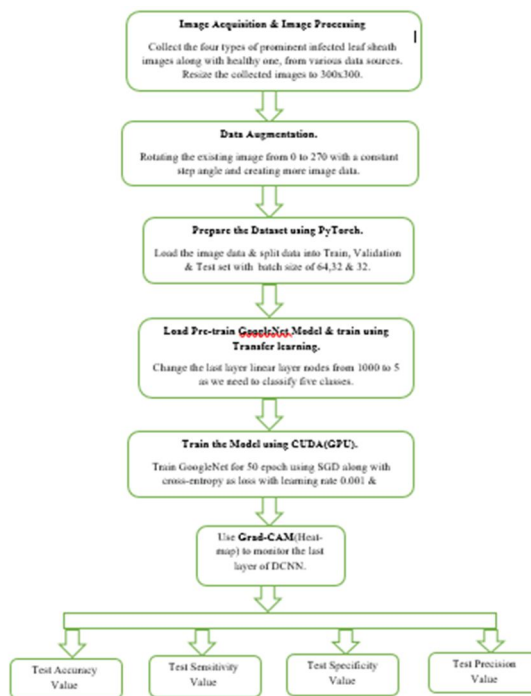 Image Acquisition & Image Processing
Collect the four types of prominent infected leaf sheath
images along with healthy one, from various data sources.
Resize the collected images to 300x300.
Data Augmentation.
Rotating the existing image from 0 to 270 with a constant
step angle and creating more image data.
Prepare the Dataset using PyTorch.
Load the image data & split data into Train, Validation
& Test set with batch size of 64,32 & 32.
Load Pre-train GoogleNet Model & train using
Transfer learning.
Change the last layer linear layer nodes from 1000 to 5
as we need to classify five classes.
Train the Model using CUDA(GPU).
Train GoogleNet for 50 epoch using SGD along with
cross-entropy as loss with learning rate 0.001 &
Use Grad-CAM(Heat-
map) to monitor the last
layer of DCNN.
Test Accuracy
Value
Test Sensitivity
Value
Test Specificity
Value
Test Precision
Value